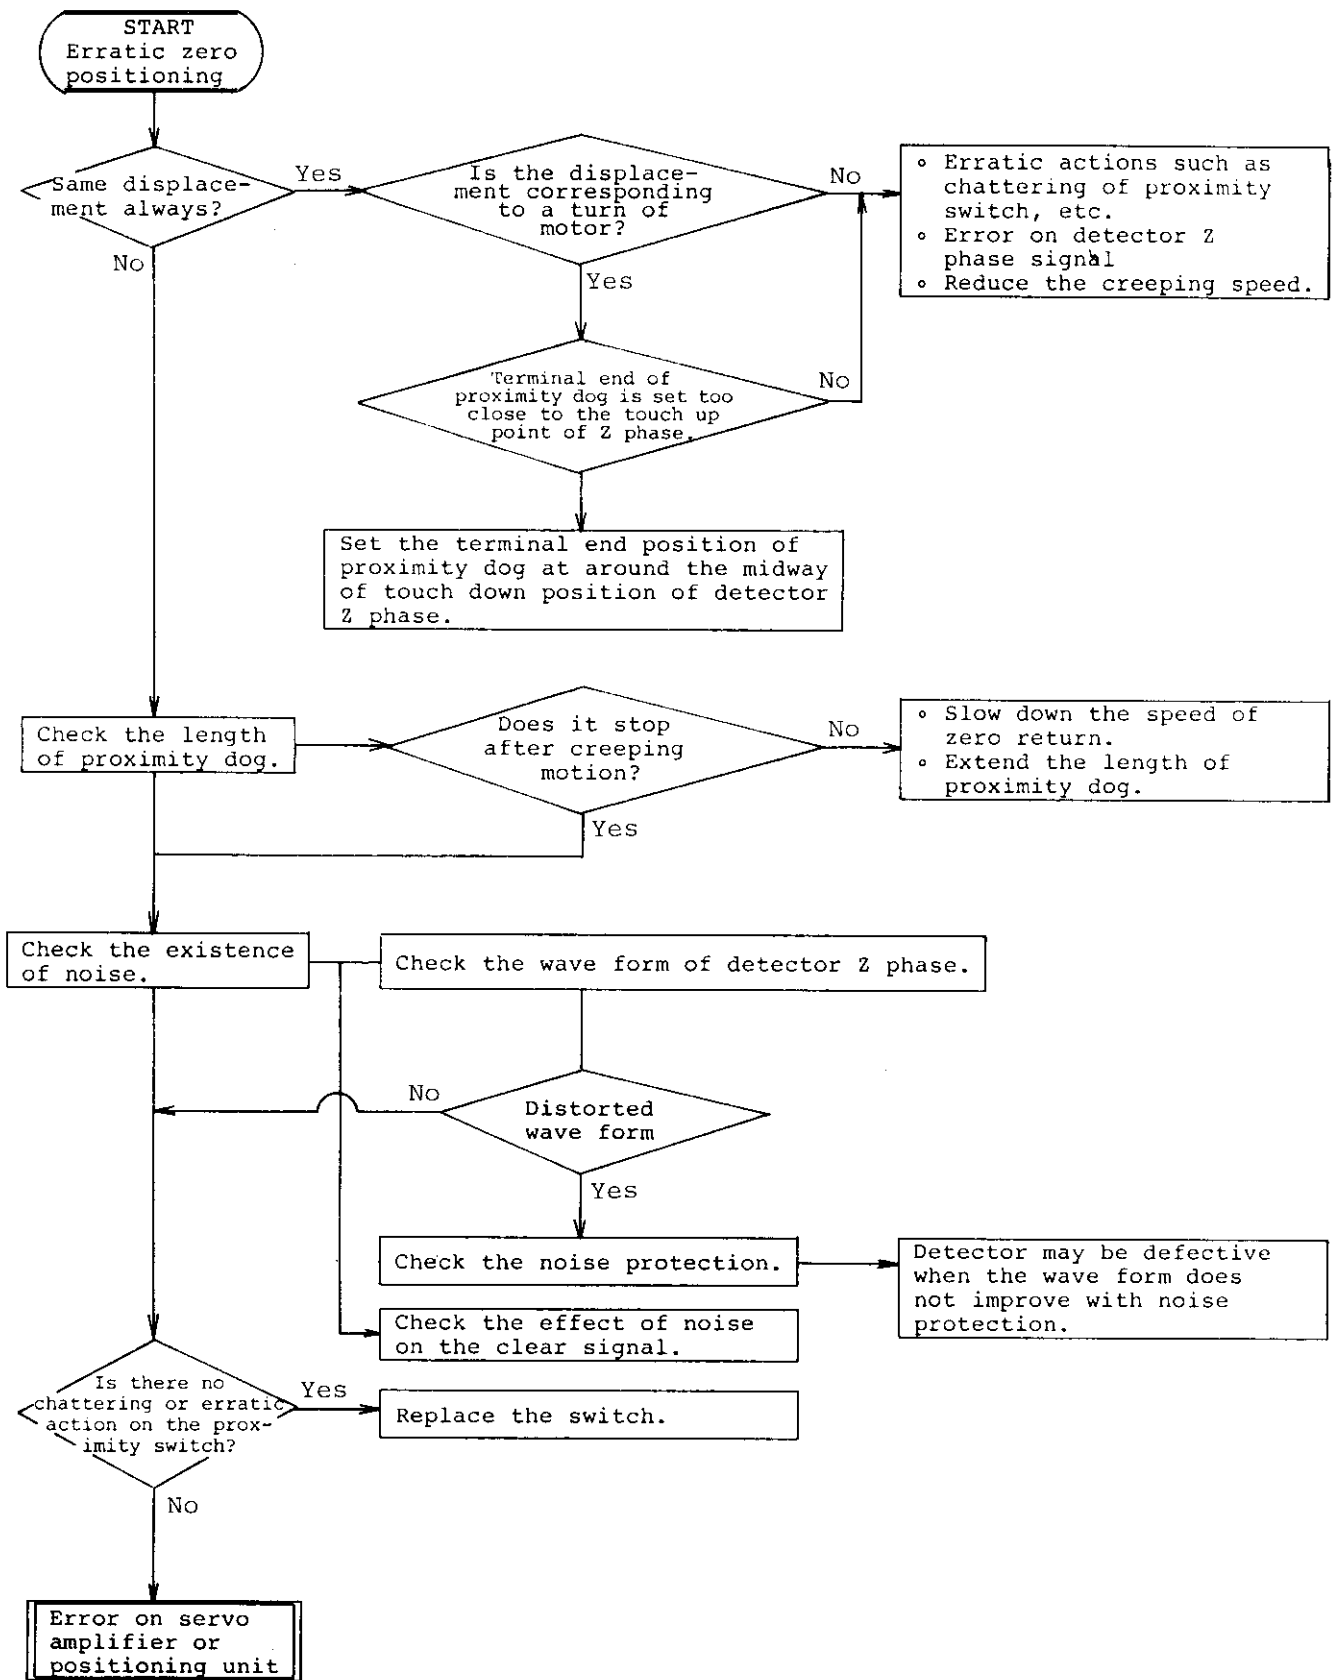 START
Erratic zero
positioning
Same displace-
ment always?
Yes
No
Is the displace-
ment corresponding
to a turn of
motor?
No
Yes
◦ Erratic actions such as
chattering of proximity
switch, etc.
◦ Error on detector Z
phase signal
◦ Reduce the creeping speed.
Terminal end of
proximity dog is set too
close to the touch up
point of Z phase.
No
Set the terminal end position of
proximity dog at around the midway
of touch down position of detector
Z phase.
Check the length
of proximity dog.
Does it stop
after creeping
motion?
No
Yes
◦ Slow down the speed of
zero return.
◦ Extend the length of
proximity dog.
Check the existence
of noise.
Check the wave form of detector Z phase.
No
Distorted
wave form
Yes
Check the noise protection.
Detector may be defective
when the wave form does
not improve with noise
protection.
Check the effect of noise
on the clear signal.
Is there no
chattering or erratic
action on the prox-
imity switch?
Yes
Replace the switch.
No
Error on servo
amplifier or
positioning unit